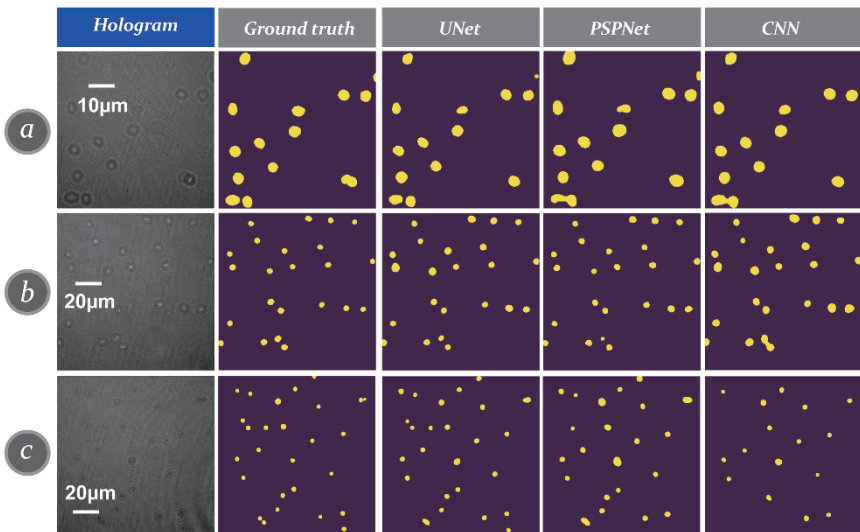 Hologram
Ground truth
UNet
PSPNet
CNN
a
10μm
b
20μm
c
20μm